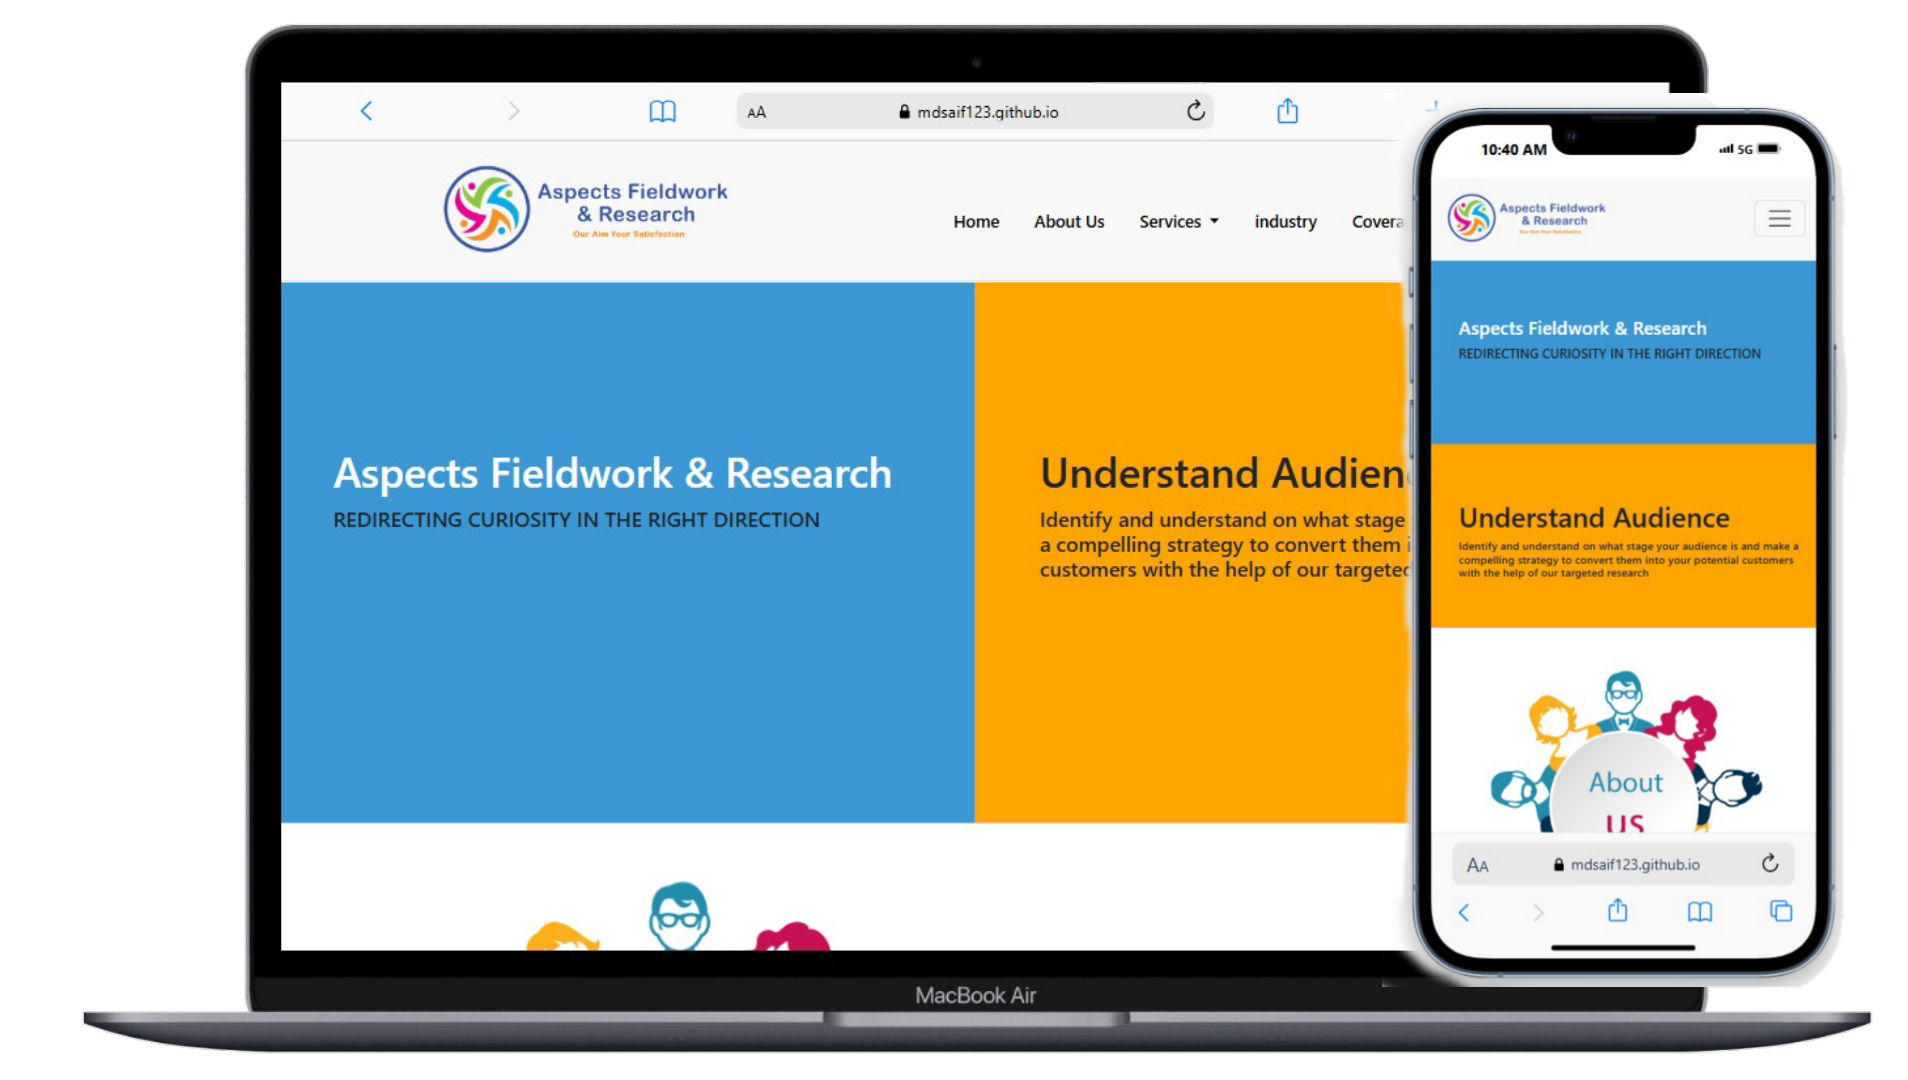 AA
mdsaif123.github.io
Aspects Fieldwork
& Research
Our Aim Your Satisfaction
Home About Us Services industry Covera
Aspects Fieldwork & Research
REDIRECTING CURIOSITY IN THE RIGHT DIRECTION
Understand Audien
Identify and understand on what stage
a compelling strategy to convert them i
customers with the help of our targeted
MacBook Air
10:40 AM
5G
Aspects Fieldwork
& Research
Our Aim Your Satisfaction
Aspects Fieldwork & Research
REDIRECTING CURIOSITY IN THE RIGHT DIRECTION
Understand Audience
Identify and understand on what stage your audience is and make a
compelling strategy to convert them into your potential customers
with the help of our targeted research
About
US
AA
mdsaif123.github.io